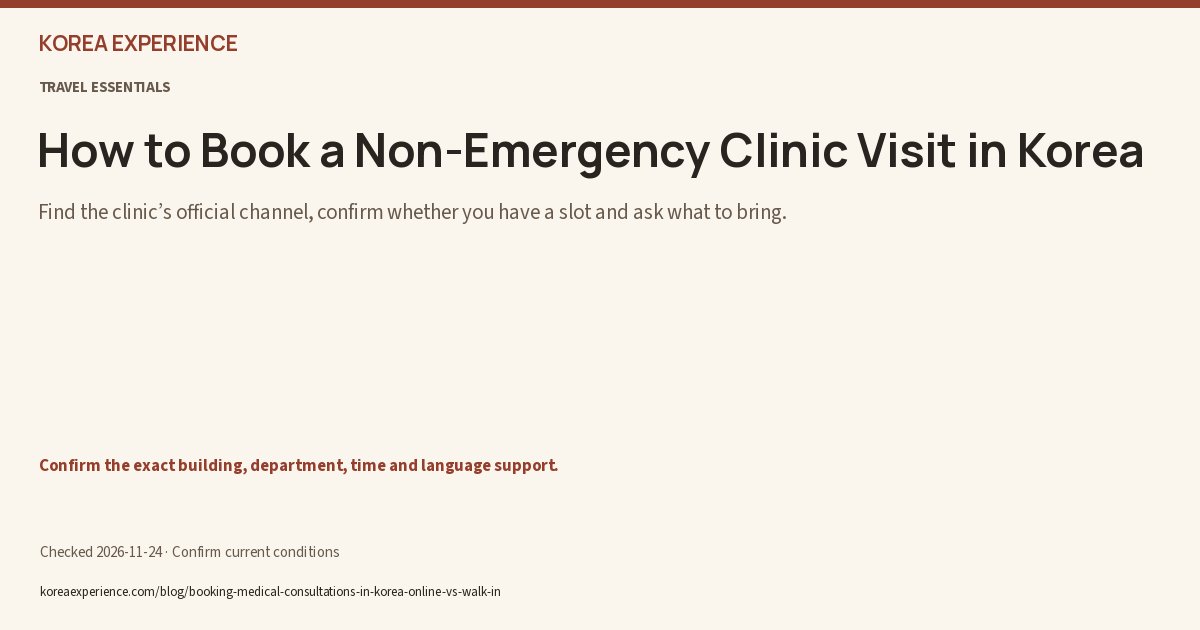 KOREA EXPERIENCE
TRAVEL ESSENTIALS
How to Book a Non-Emergency Clinic Visit in Korea
Find the clinic’s official channel, confirm whether you have a slot and ask what to bring.
Confirm the exact building, department, time and language support.
Checked 2026-11-24 · Confirm current conditions
koreaexperience.com/blog/booking-medical-consultations-in-korea-online-vs-walk-in